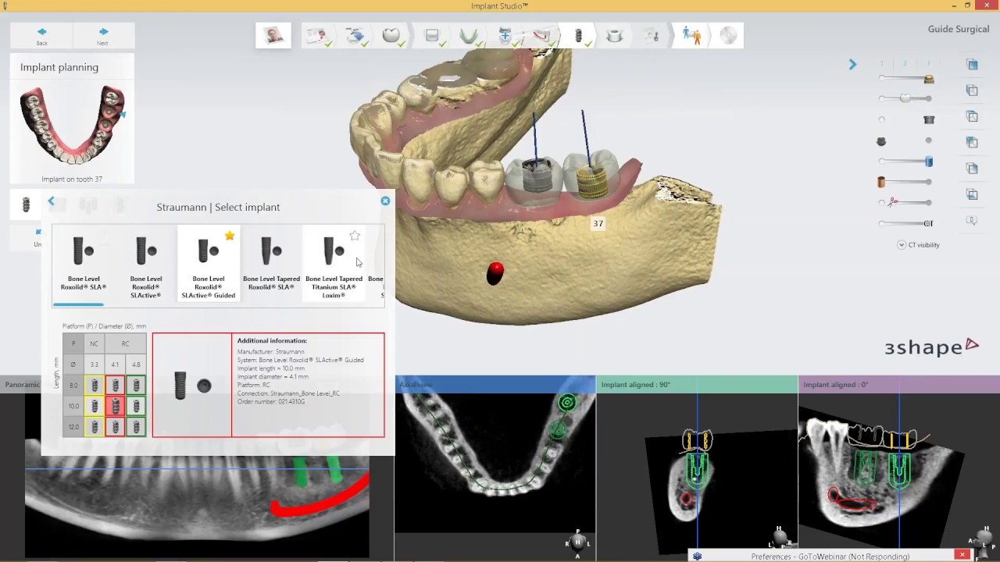 Implant Studio™
Back
Next
Guide Surgical
Implant planning
Implant on tooth 37
1 2 3
CT
CT visibility
37
Straumann | Select implant
Bone Level
Roxolid® SLA®
Bone Level
Roxolid®
SLActive®
Bone Level
Roxolid®
SLActive® Guided
Bone Level Tapered
Roxolid® SLA®
Bone Level Tapered
Titanium SLA®
Loxim®
Bone
S
Un
Platform (P) / Diameter (Ø), mm
P NC RC
Ø 3.3 4.1 4.8
Length, mm
8.0
10.0
12.0
Additional information:
Manufacturer: Straumann
System: Bone Level Roxolid® SLActive® Guided
Implant length = 10.0 mm
Implant diameter = 4.1 mm
Platform: RC
Connection: Straumann_Bone Level_RC
Order number: 021.4310G
3shape
Panoramic
Axial view
Implant aligned : 90°
Implant aligned : 0°
P
R H L
A
H
L P R
H
A L P
Preferences - GoToWebinar (Not Responding)